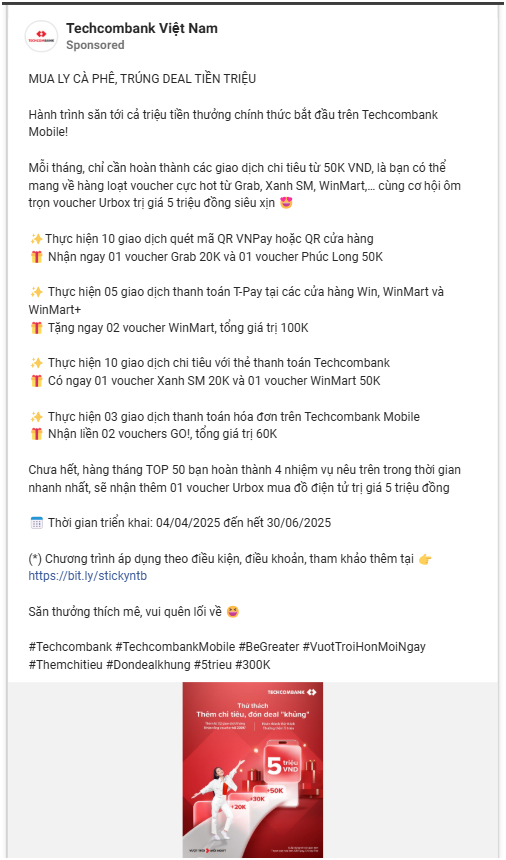 Techcombank Việt Nam
Sponsored
TECHCOMBANK
MUA LY CÀ PHÊ, TRÚNG DEAL TIỀN TRIỆU
Hành trình săn tới cả triệu tiền thưởng chính thức bắt đầu trên Techcombank
Mobile!
Mỗi tháng, chỉ cần hoàn thành các giao dịch chi tiêu từ 50K VND, là bạn có thể
mang về hàng loạt voucher cực hot từ Grab, Xanh SM, WinMart,... cùng cơ hội ôm
trọn voucher Urbox trị giá 5 triệu đồng siêu xịn 😍
✨Thực hiện 10 giao dịch quét mã QR VNPay hoặc QR cửa hàng
🎁 Nhận ngay 01 voucher Grab 20K và 01 voucher Phúc Long 50K
✨ Thực hiện 05 giao dịch thanh toán T-Pay tại các cửa hàng Win, WinMart và
WinMart+
🎁 Tặng ngay 02 voucher WinMart, tổng giá trị 100K
✨ Thực hiện 10 giao dịch chi tiêu với thẻ thanh toán Techcombank
🎁 Có ngay 01 voucher Xanh SM 20K và 01 voucher WinMart 50K
✨ Thực hiện 03 giao dịch thanh toán hóa đơn trên Techcombank Mobile
🎁 Nhận liền 02 vouchers GO!, tổng giá trị 60K
Chưa hết, hàng tháng TOP 50 bạn hoàn thành 4 nhiệm vụ nêu trên trong thời gian
nhanh nhất, sẽ nhận thêm 01 voucher Urbox mua đồ điện tử trị giá 5 triệu đồng
🗓️ Thời gian triển khai: 04/04/2025 đến hết 30/06/2025
(*) Chương trình áp dụng theo điều kiện, điều khoản, tham khảo thêm tại 👉
https://bit.ly/stickyntb
Săn thưởng thích mê, vui quên lối về 😆
#Techcombank #TechcombankMobile #BeGreater #VuotTroiHonMoiNgay
#Themchitieu #Dondealkhung #5trieu #300K
TECHCOMBANK
Thử thách
Thêm chi tiêu, đón deal "khủng"
5 triệu
VND
+50K
+30K
+20K